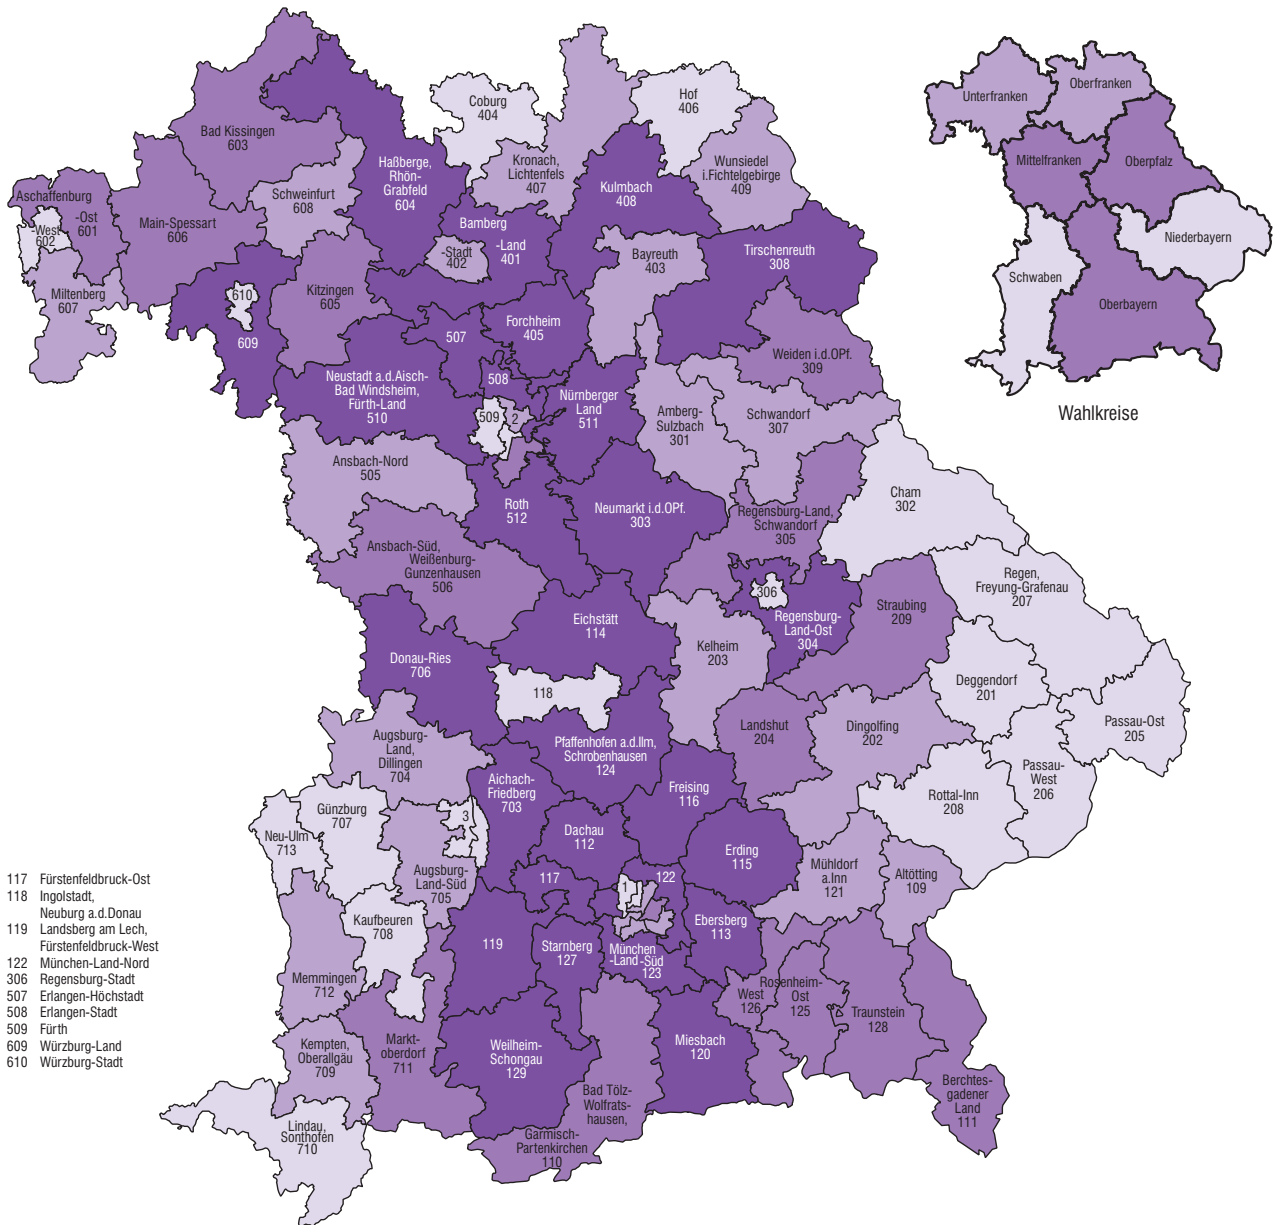 Coburg
404
Hof
406
Bad Kissingen
603
Haßberge,
Rhön-
Grabfeld
604
Kronach,
Lichtenfels
407
Kulmbach
408
Wunsiedel
i.Fichtelgebirge
409
Aschaffenburg
-Ost
601
-West
602
Main-Spessart
606
Schweinfurt
608
Bamberg
-Land
401
-Stadt
402
Bayreuth
403
Tirschenreuth
308
Miltenberg
607
610
609
Kitzingen
605
507
Forchheim
405
Weiden i.d.OPf.
309
Neustadt a.d.Aisch-
Bad Windsheim,
Fürth-Land
510
508
509
2
Nürnberger
Land
511
Amberg-
Sulzbach
301
Schwandorf
307
Ansbach-Nord
505
Roth
512
Neumarkt i.d.OPf.
303
Regensburg-Land,
Schwandorf
305
Cham
302
Ansbach-Süd,
Weißenburg-
Gunzenhausen
506
306
Regensburg-
Land-Ost
304
Straubing
209
Regen,
Freyung-Grafenau
207
Eichstätt
114
Kelheim
203
Donau-Ries
706
118
Deggendorf
201
Passau-Ost
205
Augsburg-
Land,
Dillingen
704
Pfaffenhofen a.d.Ilm,
Schrobenhausen
124
Landshut
204
Dingolfing
202
Passau-
West
206
Rottal-Inn
208
Aichach-
Friedberg
703
Freising
116
Günzburg
707
Neu-Ulm
713
3
Dachau
112
Erding
115
Mühldorf
a.Inn
121
Altötting
109
Augsburg-
Land-Süd
705
117
1
122
Kaufbeuren
708
119
Starnberg
127
München
-Land-Süd
123
Ebersberg
113
Memmingen
712
West
126
Rosenheim-
Ost
125
Traunstein
128
Kempten,
Oberallgäu
709
Markt-
oberdorf
711
Weilheim-
Schongau
129
Miesbach
120
Bad Tölz-
Wolfrats-
hausen,
Garmisch-
Partenkirchen
110
Berchtes-
gadener
Land
111
Lindau,
Sonthofen
710
Unterfranken
Oberfranken
Mittelfranken
Oberpfalz
Niederbayern
Schwaben
Oberbayern
Wahlkreise
117 Fürstenfeldbruck-Ost
118 Ingolstadt,
Neuburg a.d.Donau
119 Landsberg am Lech,
Fürstenfeldbruck-West
122 München-Land-Nord
306 Regensburg-Stadt
507 Erlangen-Höchstadt
508 Erlangen-Stadt
509 Fürth
609 Würzburg-Land
610 Würzburg-Stadt